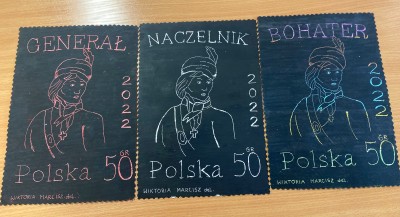 GENERAŁ
2022
Polska 50 GR
WIKTORIA MARCISZ del.
NACZELNIK
2022
Polska 50 GR
WIKTORIA MARCISZ del.
BOHATER
2022
Polska 50 GR
WIKTORIA MARCISZ del.